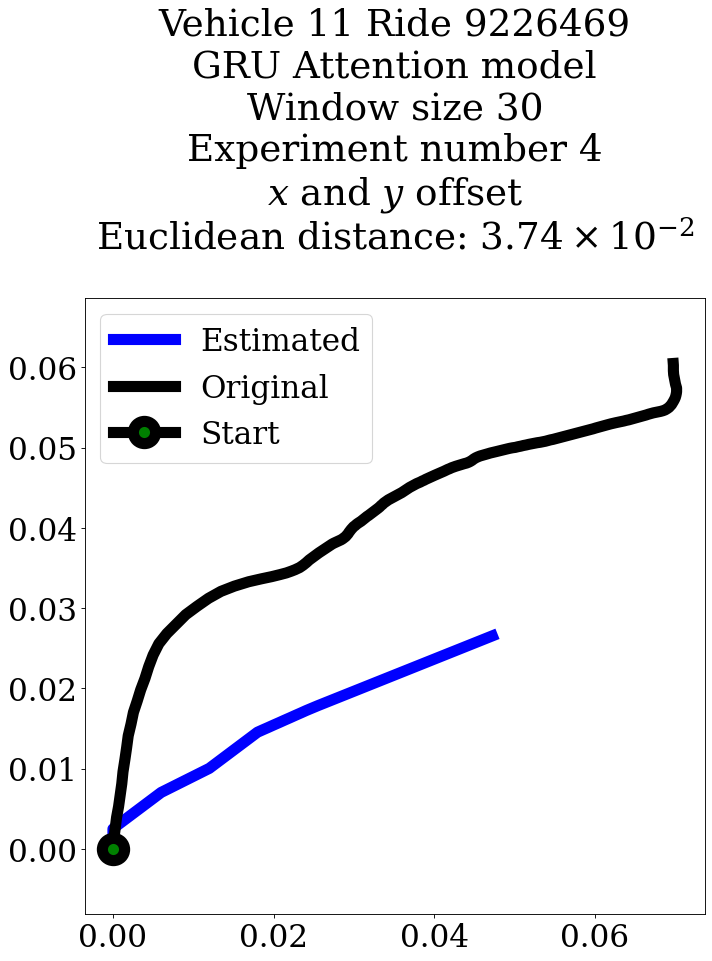 Vehicle 11 Ride 9226469
GRU Attention model
Window size 30
Experiment number 4
x and y offset
Euclidean distance: 3.74 × 10⁻²
Estimated
Original
Start
0.06
0.05
0.04
0.03
0.02
0.01
0.00
0.00 0.02 0.04 0.06